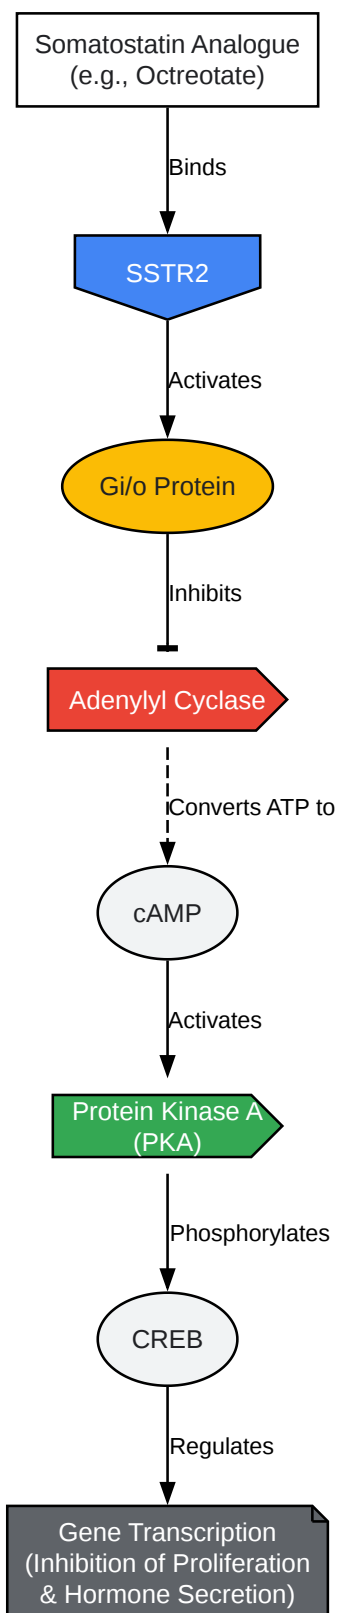 Somatostatin Analogue
(e.g., Octreotate)
Binds
SSTR2
Activates
Gi/o Protein
Inhibits
Adenylyl Cyclase
Converts ATP to
cAMP
Activates
Protein Kinase A
(PKA)
Phosphorylates
CREB
Regulates
Gene Transcription
(Inhibition of Proliferation
& Hormone Secretion)